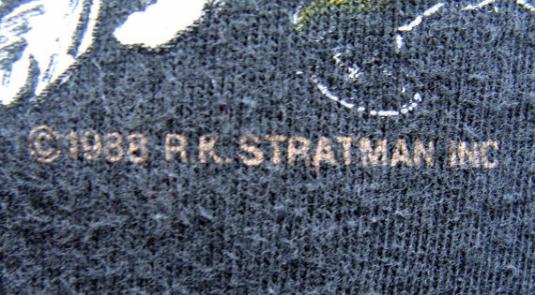 ©1988 R.K. STRATMAN INC